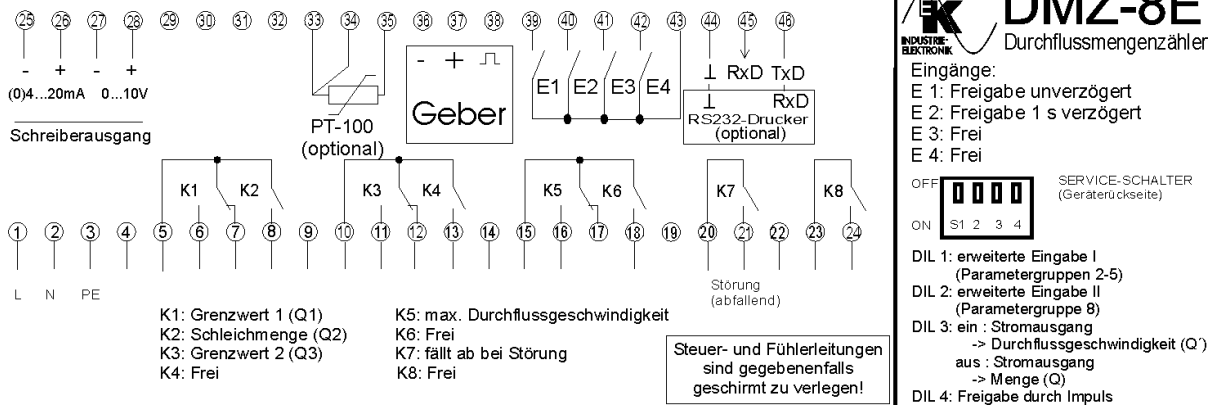 25 26 27 28 29 30 31 32 33 34 35 36 37 38 39 40 41 42 43 44 45 46
- + - +
(0)4...20mA 0...10V
Schreiberausgang
PT-100
(optional)
- +
Geber
E1 E2 E3 E4
⊥ RxD TxD
⊥ RxD
RS232-Drucker
(optional)
K1 K2 K3 K4 K5 K6 K7 K8
1 2 3 4 5 6 7 8 9 10 11 12 13 14 15 16 17 18 19 20 21 22 23 24
L N PE
Störung
(abfallend)
K1: Grenzwert 1 (Q1)
K2: Schleichmenge (Q2)
K3: Grenzwert 2 (Q3)
K4: Frei
K5: max. Durchflussgeschwindigkeit
K6: Frei
K7: fällt ab bei Störung
K8: Frei
Steuer- und Fühlerleitungen
sind gegebenenfalls
geschirmt zu verlegen!
EK
INDUSTRIE-
ELEKTRONIK
DMZ-8E
Durchflussmengenzähler
Eingänge:
E 1: Freigabe unverzögert
E 2: Freigabe 1 s verzögert
E 3: Frei
E 4: Frei
OFF
ON
S1 2 3 4
SERVICE-SCHALTER
(Geräterückseite)
DIL 1: erweiterte Eingabe I
(Parametergruppen 2-5)
DIL 2: erweiterte Eingabe II
(Parametergruppe 8)
DIL 3: ein : Stromausgang
-> Durchflussgeschwindigkeit (Q´)
aus : Stromausgang
-> Menge (Q)
DIL 4: Freigabe durch Impuls